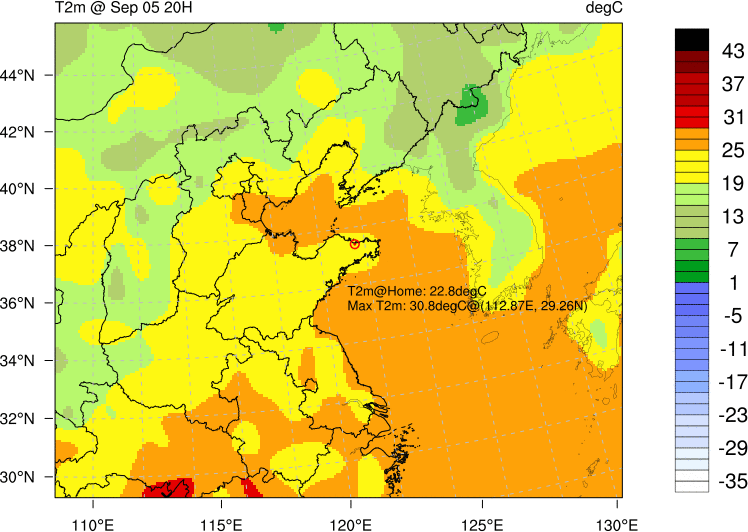 T2m @ Sep 05 20H
degC
44°N
42°N
40°N
38°N
36°N
34°N
32°N
30°N
110°E
115°E
120°E
125°E
130°E
T2m@Home: 22.8degC
Max T2m: 30.8degC@(112.87E, 29.26N)
43
37
31
25
19
13
7
1
-5
-11
-17
-23
-29
-35